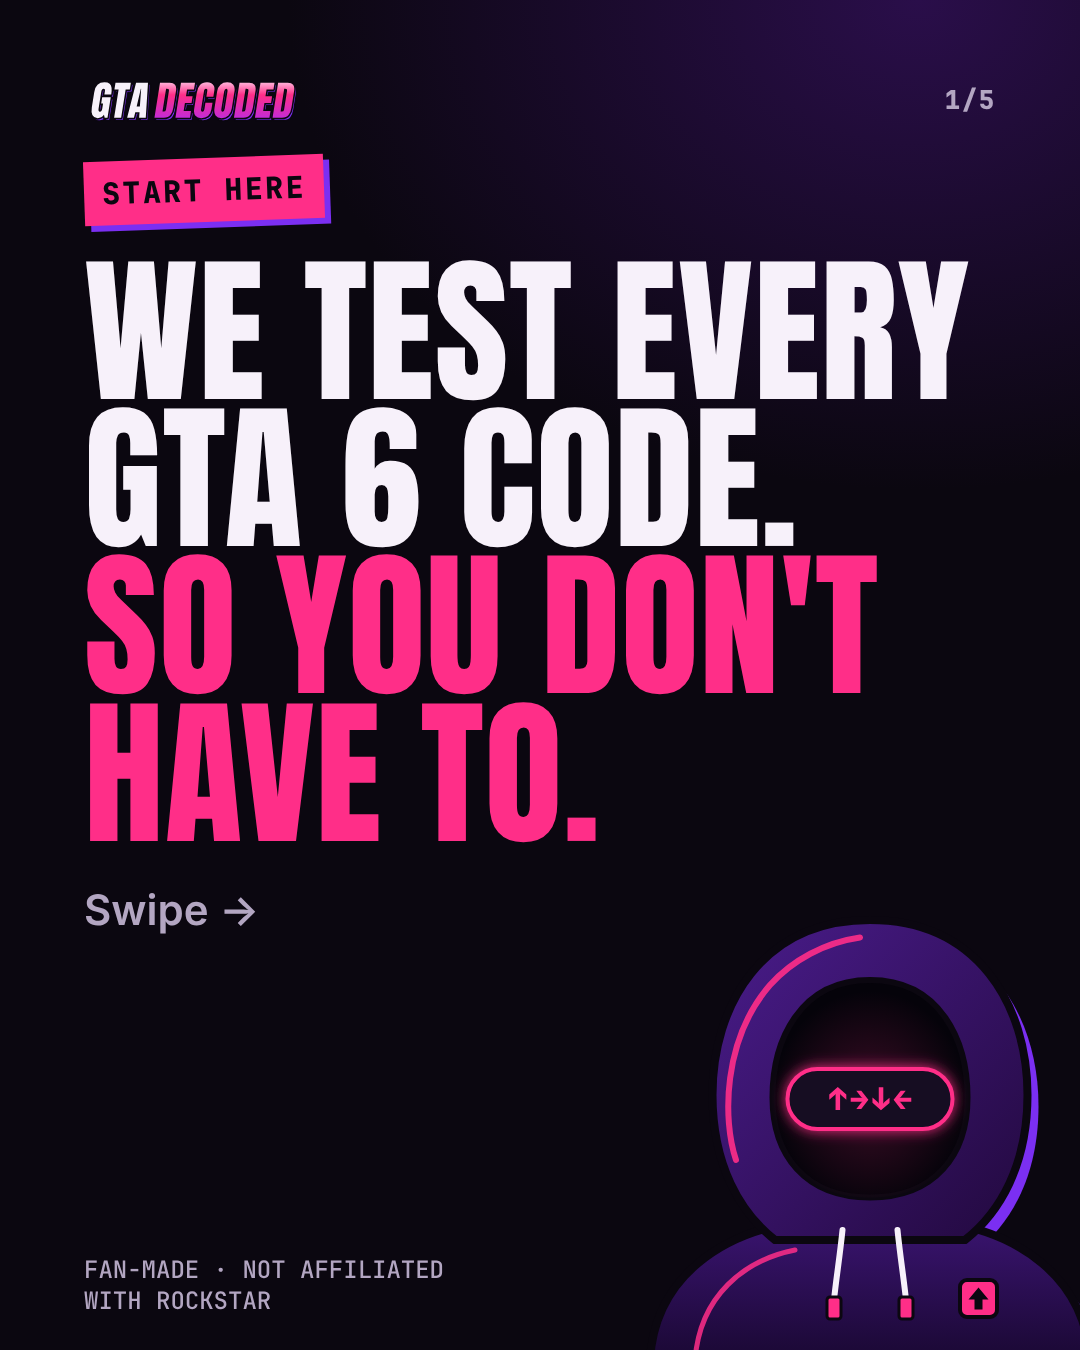 GTA DECODED
1/5
START HERE
WE TEST EVERY
GTA 6 CODE.
SO YOU DON'T
HAVE TO.
Swipe →
↑→↓←
FAN-MADE · NOT AFFILIATED
WITH ROCKSTAR